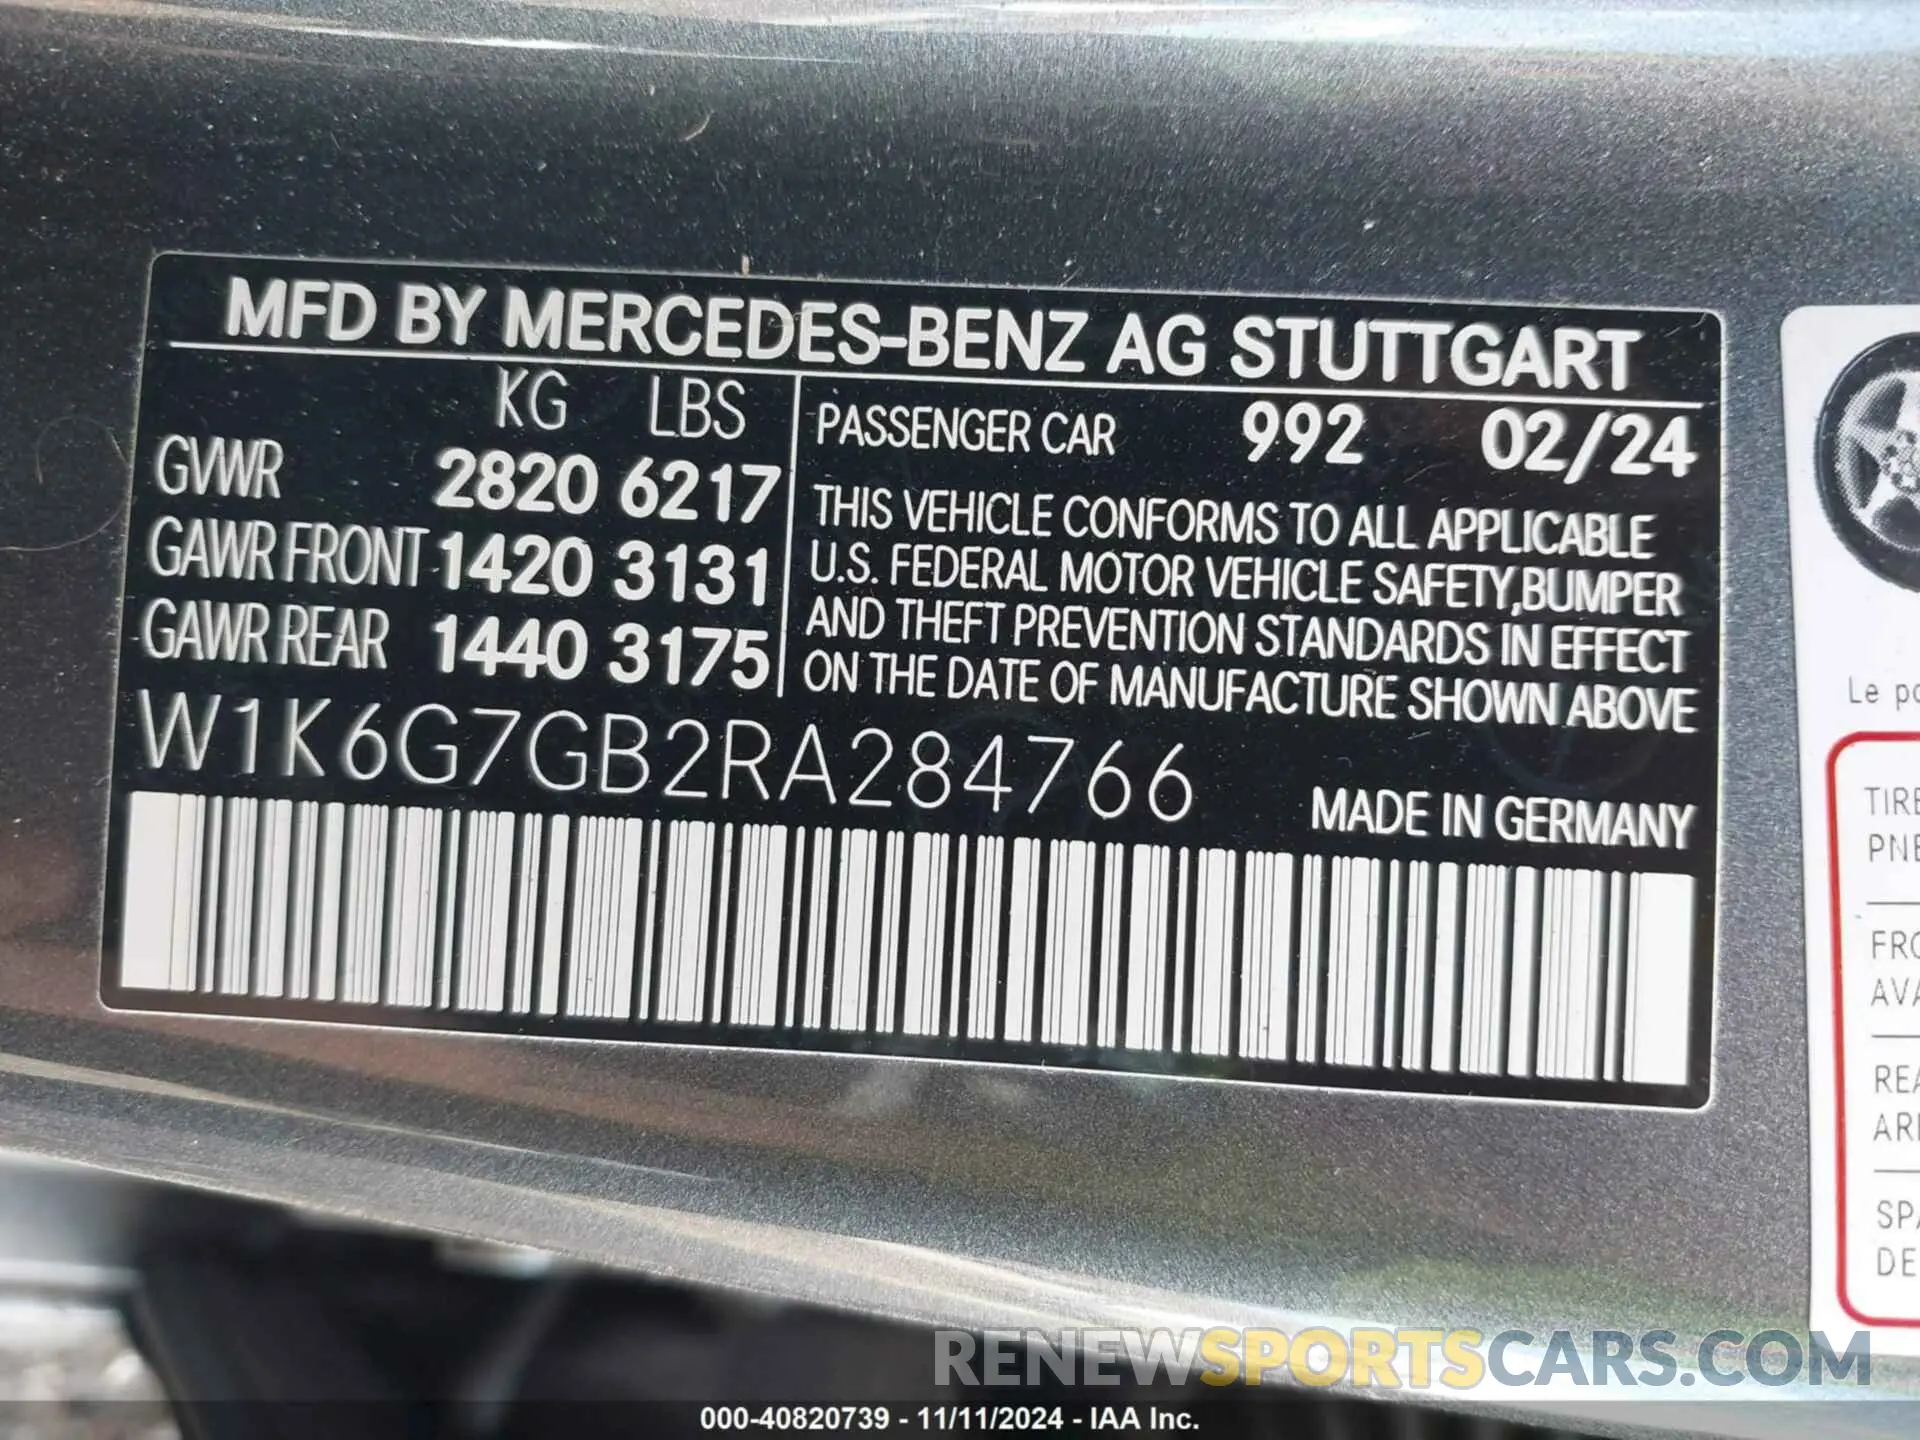 MFD BY MERCEDES-BENZ AG STUTTGART
KG LBS
GVWR 2820 6217
GAWR FRONT 1420 3131
GAWR REAR 1440 3175
PASSENGER CAR 992 02/24
THIS VEHICLE CONFORMS TO ALL APPLICABLE
U.S. FEDERAL MOTOR VEHICLE SAFETY, BUMPER
AND THEFT PREVENTION STANDARDS IN EFFECT
ON THE DATE OF MANUFACTURE SHOWN ABOVE
W1K6G7GB2RA284766
MADE IN GERMANY
Le
RENEWSPORTSCARS.COM
000-40820739 - 11/11/2024 - IAA Inc.